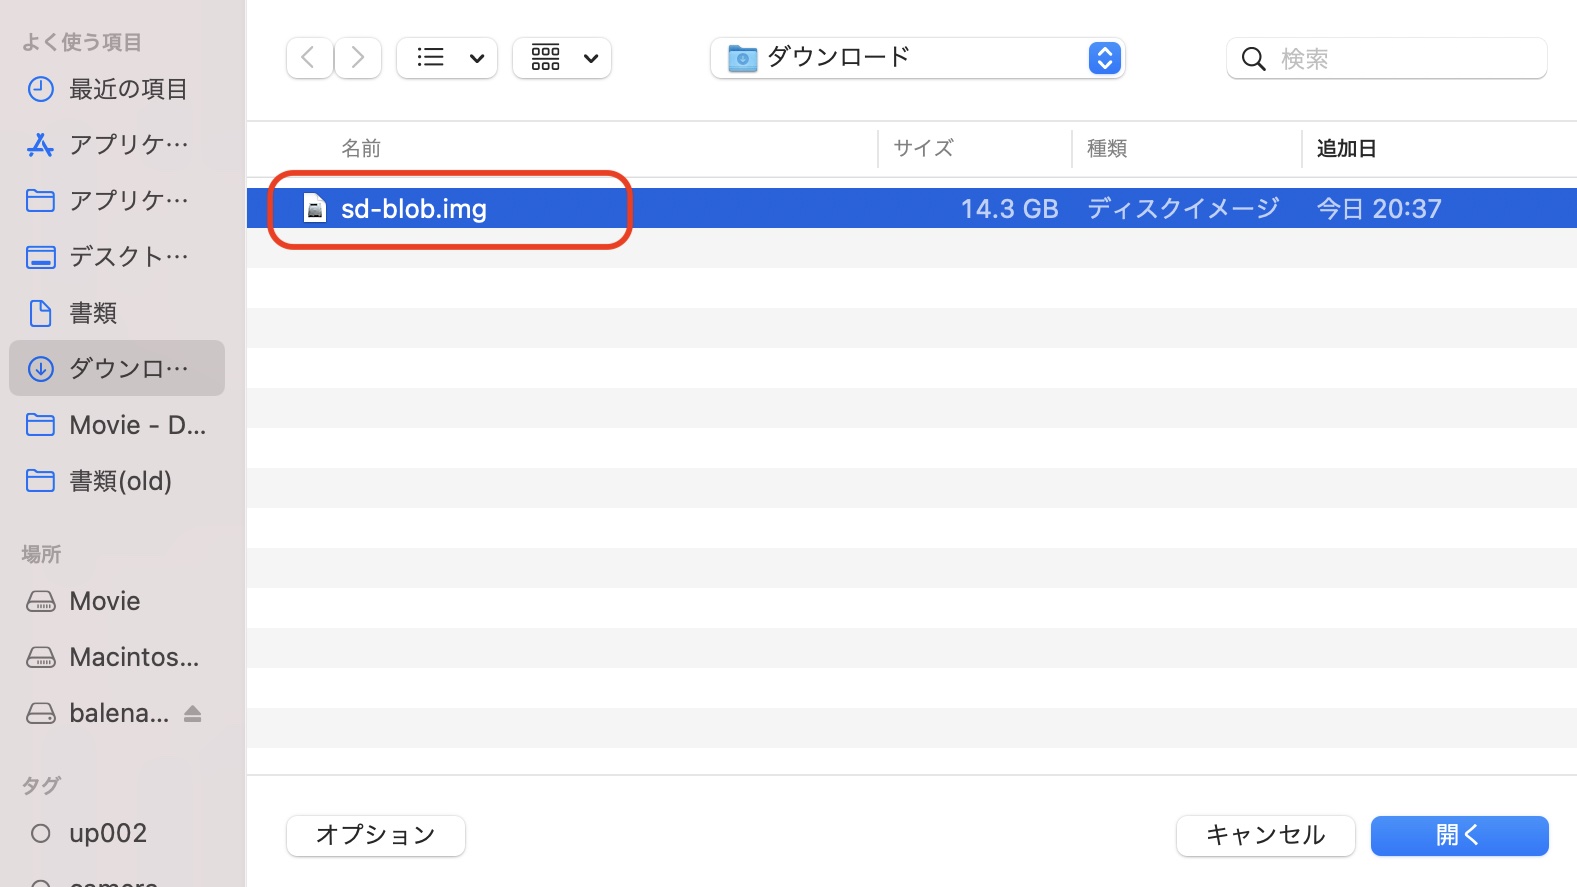 よく使う項目
最近の項目
アプリケ…
アプリケ…
デスクト…
書類
ダウンロ…
Movie - D...
書類(old)
場所
Movie
Macintos...
balena...
タグ
up002
camera
ダウンロード
検索
名前 サイズ 種類 追加日
sd-blob.img 14.3 GB ディスクイメージ 今日 20:37
オプション キャンセル 開く